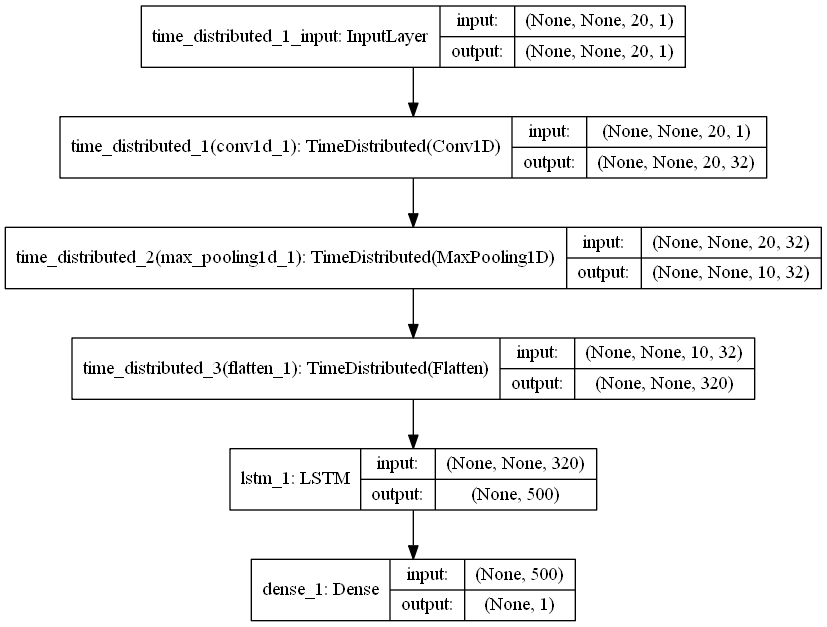 time_distributed_1_input: InputLayer
input: (None, None, 20, 1)
output: (None, None, 20, 1)
time_distributed_1(conv1d_1): TimeDistributed(Conv1D)
input: (None, None, 20, 1)
output: (None, None, 20, 32)
time_distributed_2(max_pooling1d_1): TimeDistributed(MaxPooling1D)
input: (None, None, 20, 32)
output: (None, None, 10, 32)
time_distributed_3(flatten_1): TimeDistributed(Flatten)
input: (None, None, 10, 32)
output: (None, None, 320)
lstm_1: LSTM
input: (None, None, 320)
output: (None, 500)
dense_1: Dense
input: (None, 500)
output: (None, 1)